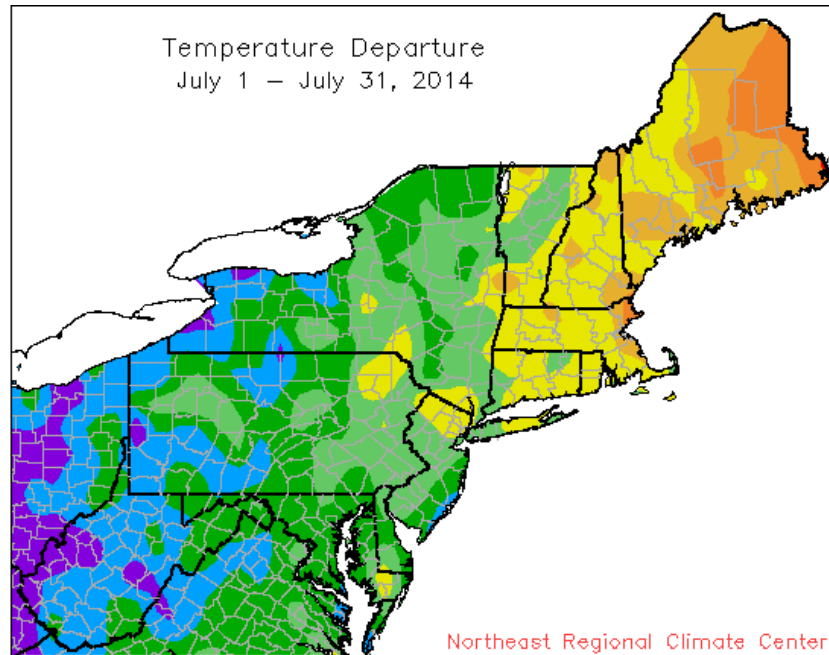 Temperature Departure
July 1 – July 31, 2014
Northeast Regional Climate Center